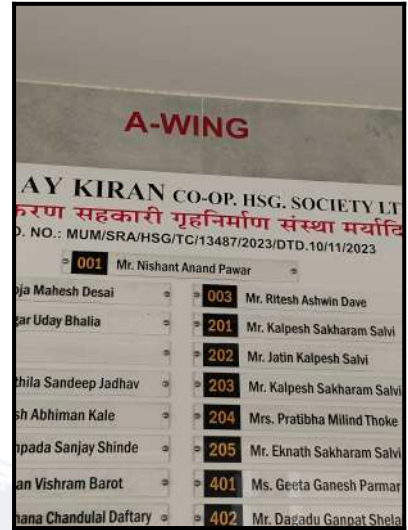 A-WING
AY KIRAN CO-OP. HSG. SOCIETY LT
करण सहकारी गृहनिर्माण संस्था मर्यादि
O. NO.: MUM/SRA/HSG/TC/13487/2023/DTD.10/11/2023
001 Mr. Nishant Anand Pawar
oja Mahesh Desai 003 Mr. Ritesh Ashwin Dave
gar Uday Bhalia 201 Mr. Kalpesh Sakharam Salvi
202 Mr. Jatin Kalpesh Salvi
thila Sandeep Jadhav 203 Mr. Kalpesh Sakharam Salvi
sh Abhiman Kale 204 Mrs. Pratibha Milind Thoke
npada Sanjay Shinde 205 Mr. Eknath Sakharam Salvi
an Vishram Barot 401 Ms. Geeta Ganesh Parmar
hana Chandulal Daftary 402 Mr. Dagadu Ganpat Shela